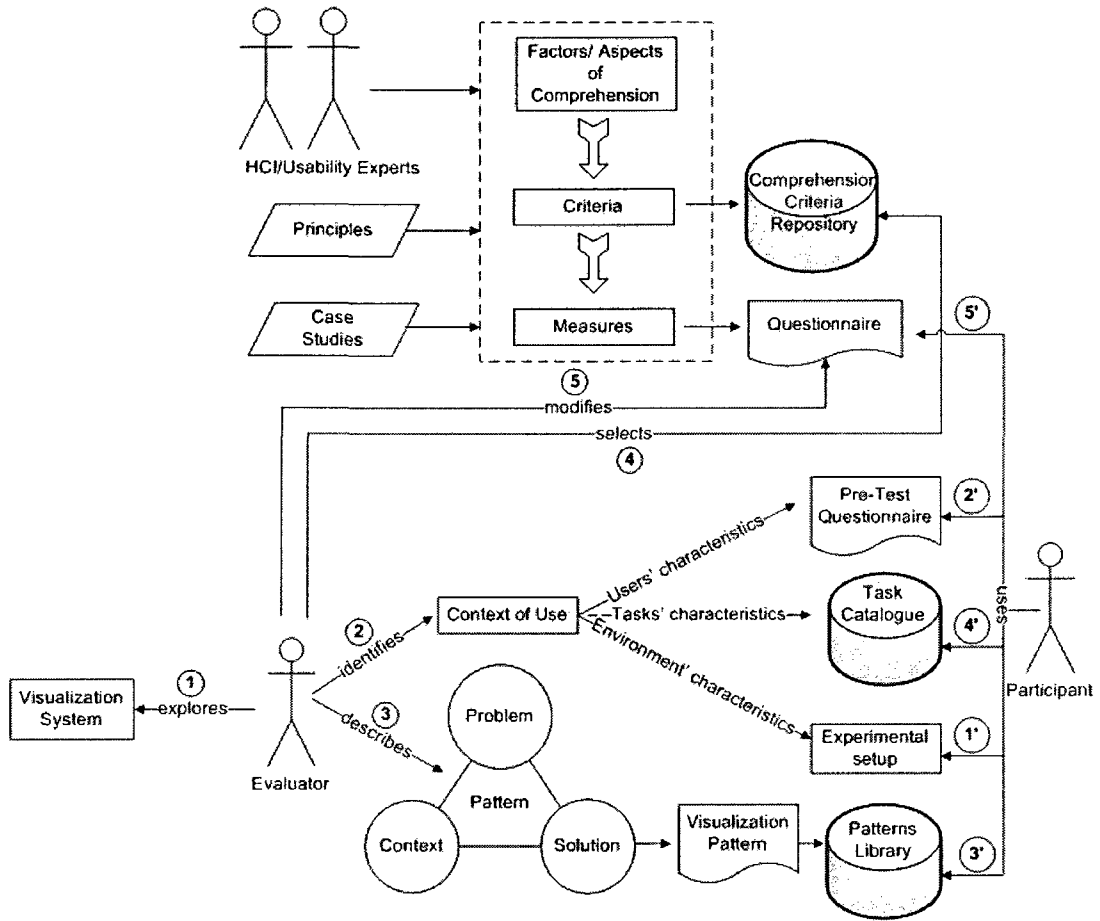 Factors/ Aspects
of
Comprehension
HCI/Usability Experts
Comprehension
Criteria
Repository
Criteria
Principles
Case
Studies
Measures
Questionnaire
5'
5
modifies
selects
4
Pre-Test
Questionnaire
2'
Users' characteristics
Context of Use
Tasks' characteristics
Task
Catalogue
4'
uses
Participant
2
identifies
Environment' characteristics
1
explores
Visualization
System
Evaluator
3
describes
Problem
Pattern
Context
Solution
Experimental
setup
1'
Visualization
Pattern
Patterns
Library
3'